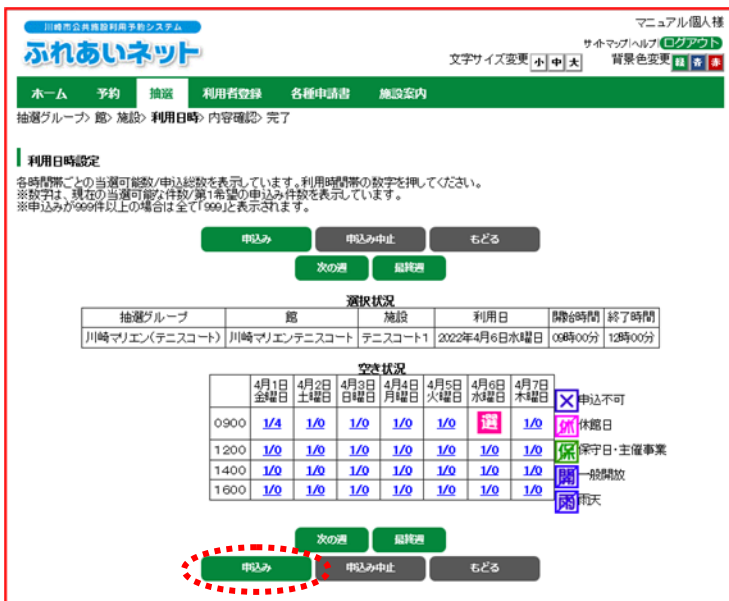 川崎市公共施設利用予約システム
ふれあいネット
マニュアル個人様
サイトマップ|ヘルプ|ログアウト
文字サイズ変更 小 中 大 背景色変更 緑 青 赤
ホーム 予約 抽選 利用者登録 各種申請書 施設案内
抽選グループ> 館> 施設> 利用日時> 内容確認> 完了
利用日時設定
各時間帯ごとの当選可能数/申込総数を表示しています。利用時間帯の数字を押してください。
※数字は、現在の当選可能な件数/第1希望の申込み件数を表示しています。
※申込みが999件以上の場合は全て「999」と表示されます。
申込み 申込み中止 もどる
次の週 最終週
選択状況
抽選グループ 館 施設 利用日 開始時間 終了時間
川崎マリエン(テニスコート) 川崎マリエンテニスコート テニスコート1 2022年4月6日水曜日 09時00分 12時00分
空き状況
4月1日 4月2日 4月3日 4月4日 4月5日 4月6日 4月7日
金曜日 土曜日 日曜日 月曜日 火曜日 水曜日 木曜日
0900 1/4 1/0 1/0 1/0 1/0 選 1/0
1200 1/0 1/0 1/0 1/0 1/0 1/0 1/0
1400 1/0 1/0 1/0 1/0 1/0 1/0 1/0
1600 1/0 1/0 1/0 1/0 1/0 1/0 1/0
申込不可
休 休館日
保 保守日・主催事業
開 一般開放
雨 雨天
次の週 最終週
申込み 申込み中止 もどる